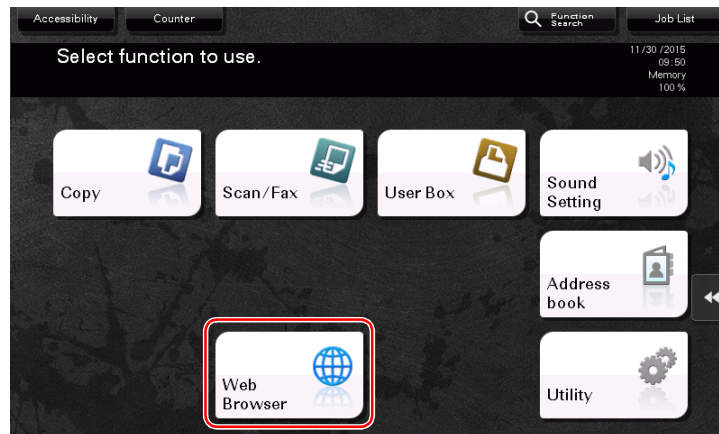 Accessibility
Counter
Function
Search
Job List
Select function to use.
11/30 /2015
09:50
Memory
100 %
Copy
Scan/Fax
User Box
Sound
Setting
Address
book
Web
Browser
Utility